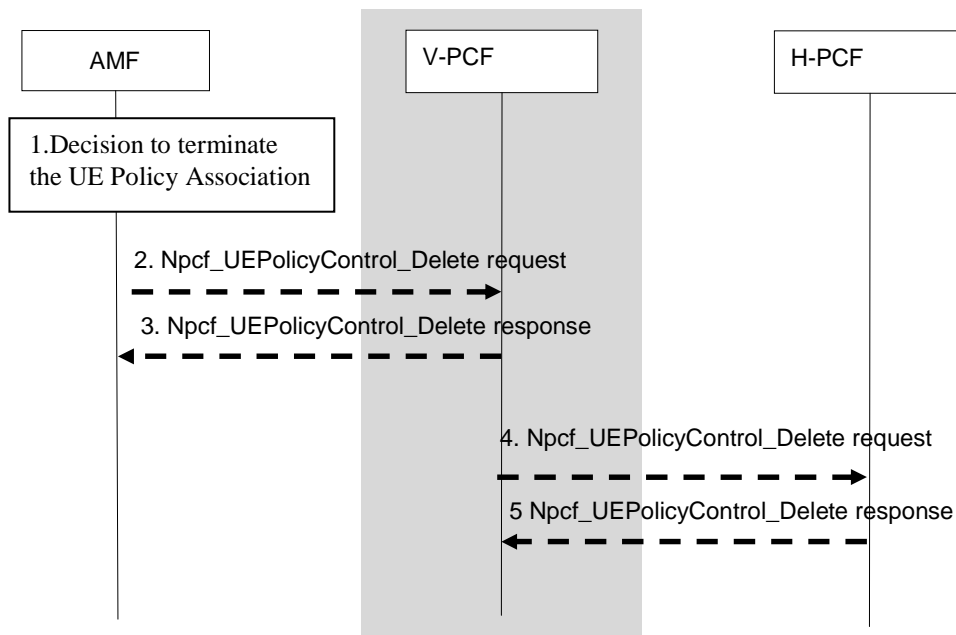 AMF
V-PCF
H-PCF
1.Decision to terminate
the UE Policy Association
2. Npcf_UEPolicyControl_Delete request
3. Npcf_UEPolicyControl_Delete response
4. Npcf_UEPolicyControl_Delete request
5 Npcf_UEPolicyControl_Delete response